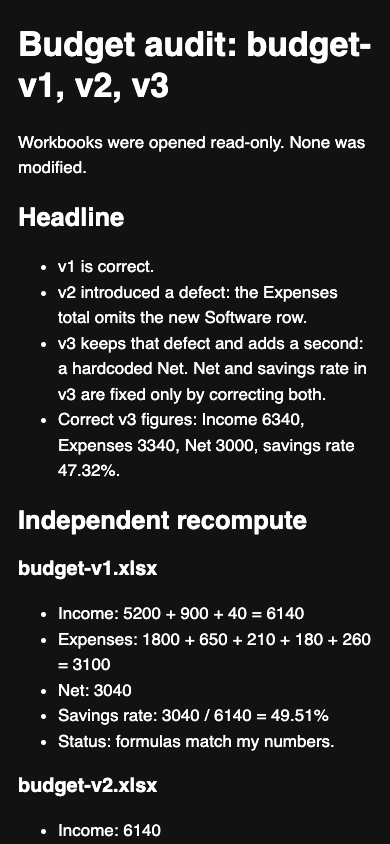 Budget audit: budget-
v1, v2, v3
Workbooks were opened read-only. None was
modified.
Headline
• v1 is correct.
• v2 introduced a defect: the Expenses
total omits the new Software row.
• v3 keeps that defect and adds a second:
a hardcoded Net. Net and savings rate in
v3 are fixed only by correcting both.
• Correct v3 figures: Income 6340,
Expenses 3340, Net 3000, savings rate
47.32%.
Independent recompute
budget-v1.xlsx
• Income: 5200 + 900 + 40 = 6140
• Expenses: 1800 + 650 + 210 + 180 + 260
= 3100
• Net: 3040
• Savings rate: 3040 / 6140 = 49.51%
• Status: formulas match my numbers.
budget-v2.xlsx
• Income: 6140